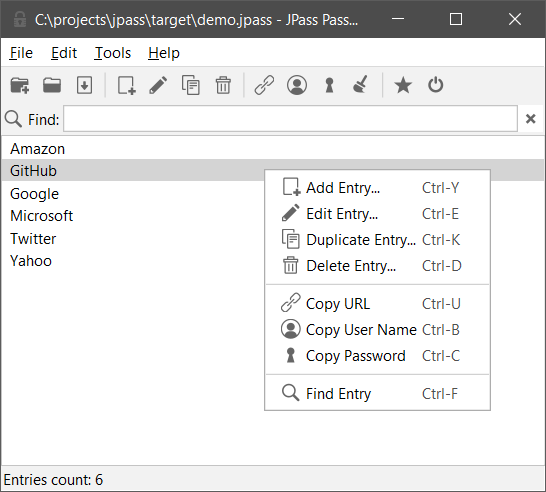 C:\projects\jpass\target\demo.jpass - JPass Pass...
File Edit Tools Help
Find:
Amazon
GitHub
Google
Microsoft
Twitter
Yahoo
Add Entry... Ctrl-Y
Edit Entry... Ctrl-E
Duplicate Entry... Ctrl-K
Delete Entry... Ctrl-D
Copy URL Ctrl-U
Copy User Name Ctrl-B
Copy Password Ctrl-C
Find Entry Ctrl-F
Entries count: 6